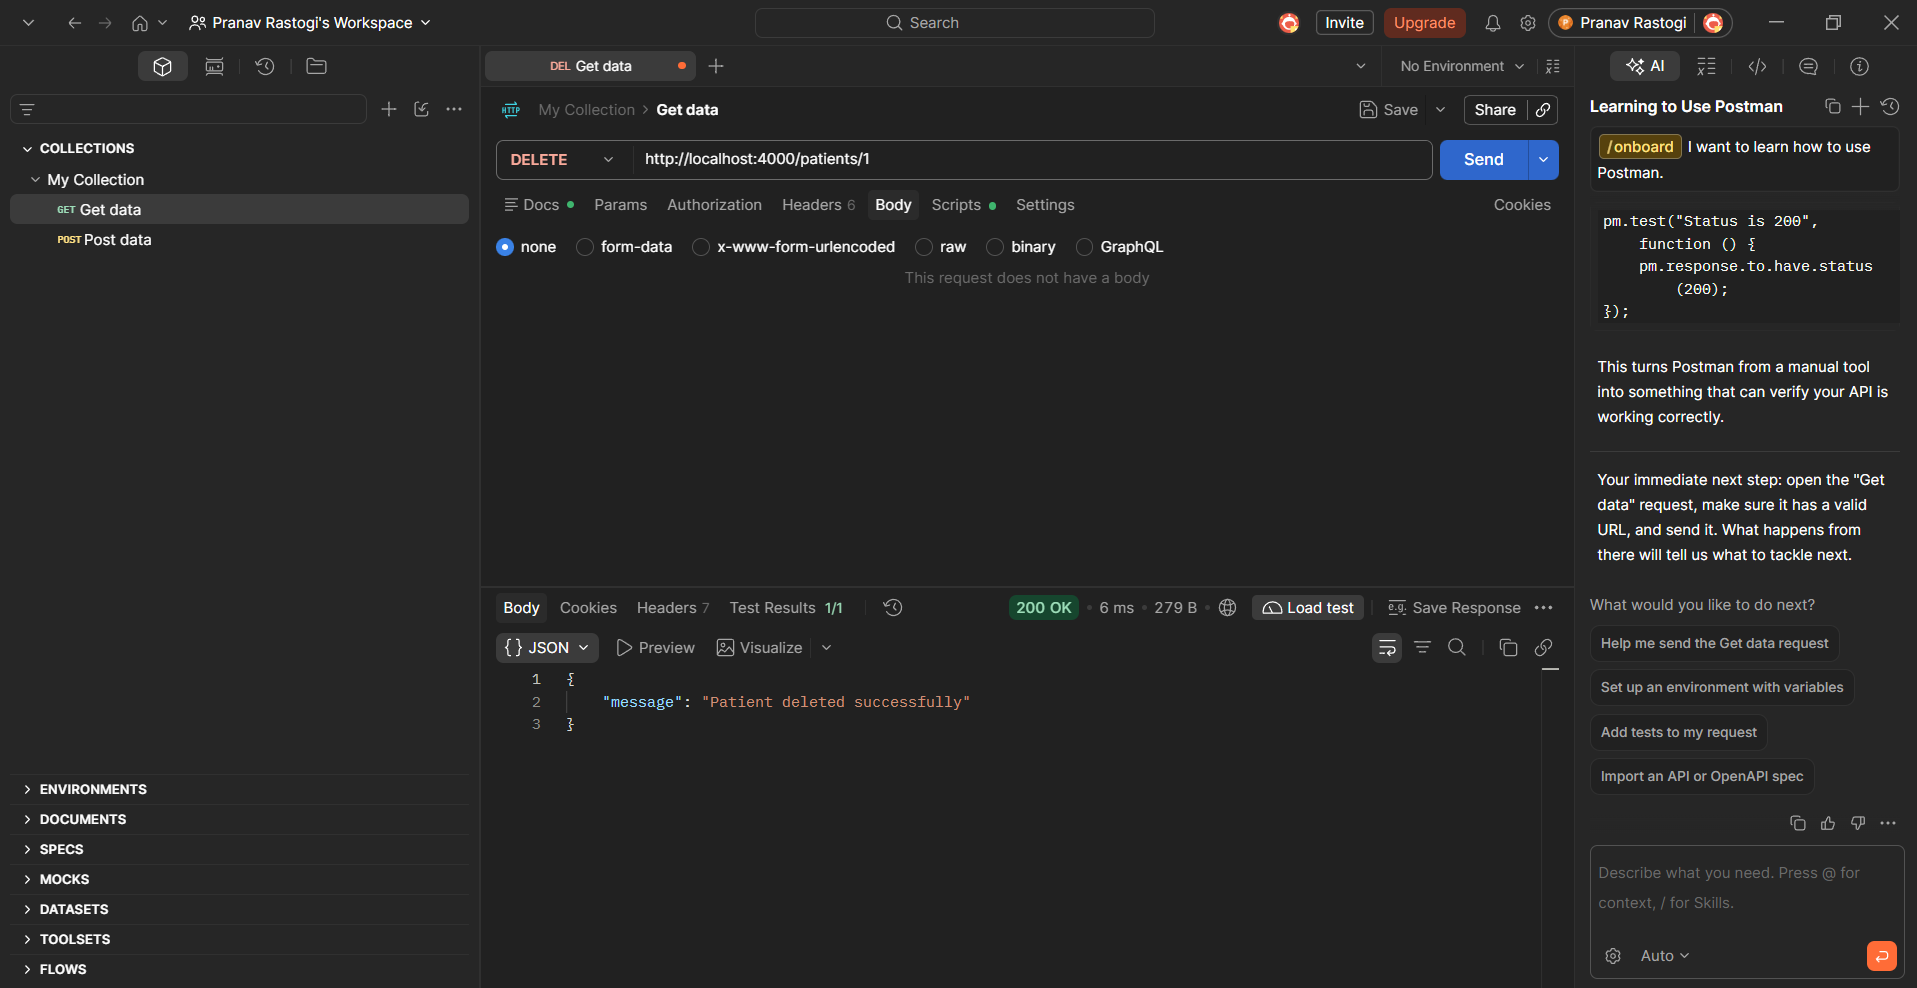 Pranav Rastogi's Workspace
Search
Invite
Upgrade
Pranav Rastogi
DEL Get data
No Environment
AI
HTTP
My Collection
Get data
Save
Share
Learning to Use Postman
COLLECTIONS
My Collection
GET Get data
POST Post data
DELETE
http://localhost:4000/patients/1
Send
Docs
Params
Authorization
Headers 6
Body
Scripts
Settings
Cookies
none
form-data
x-www-form-urlencoded
raw
binary
GraphQL
This request does not have a body
/onboard I want to learn how to use
Postman.
pm.test("Status is 200",
function () {
pm.response.to.have.status
(200);
});
This turns Postman from a manual tool
into something that can verify your API is
working correctly.
Your immediate next step: open the "Get
data" request, make sure it has a valid
URL, and send it. What happens from
there will tell us what to tackle next.
What would you like to do next?
Help me send the Get data request
Set up an environment with variables
Add tests to my request
Import an API or OpenAPI spec
Describe what you need. Press @ for
context, / for Skills.
Auto
Body
Cookies
Headers 7
Test Results 1/1
200 OK
6 ms
279 B
Load test
e.g. Save Response
{} JSON
Preview
Visualize
1 {
2 "message": "Patient deleted successfully"
3 }
ENVIRONMENTS
DOCUMENTS
SPECS
MOCKS
DATASETS
TOOLSETS
FLOWS